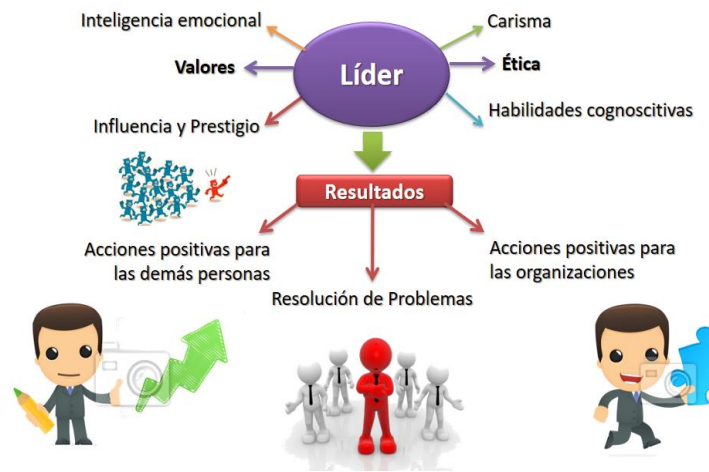 Inteligencia emocional
Carisma
Líder
Valores
Ética
Influencia y Prestigio
Habilidades cognoscitivas
Resultados
Acciones positivas para
las demás personas
Acciones positivas para
las organizaciones
Resolución de Problemas